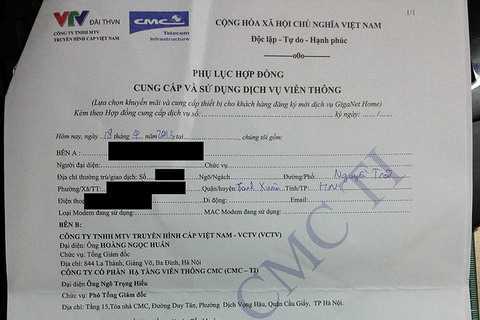 1/1
VTV ĐÀI THVN
CÔNG TY TNHH MTV
TRUYỀN HÌNH CÁP VIỆT NAM
CMC Telecom Infrastructure
CỘNG HÒA XÃ HỘI CHỦ NGHĨA VIỆT NAM
Độc lập - Tự do - Hạnh phúc
PHỤ LỤC HỢP ĐỒNG
CUNG CẤP VÀ SỬ DỤNG DỊCH VỤ VIỄN THÔNG
(Lựa chọn khuyến mãi và cung cấp thiết bị cho khách hàng đăng ký mới dịch vụ GigaNet Home)
Kèm theo Hợp đồng cung cấp dịch vụ số: ký ngày
Hôm nay, ngày 18 tháng năm tại chúng tôi gồm:
BÊN A :
Người đại diện: Chức vụ
Địa chỉ thường trú/giao dịch: Số Ngõ/Ngách Đường/Phố: Nguyễn Trãi
Phường/Xã/TT: Quận/huyện: Tỉnh/TP:
Điện thoạ Di động: Email:
Loại Modem đang sử dụng: MAC Modem đang sử dụng:
BÊN B :
CÔNG TY TNHH MTV TRUYỀN HÌNH CÁP VIỆT NAM - VCTV (VCTV)
Đại diện: Ông HOÀNG NGỌC HUẤN
Chức vụ: Tổng Giám đốc
Địa chỉ: 844 La Thành, Giảng Võ, Ba Đình, Hà Nội
CÔNG TY CỔ PHẦN HẠ TẦNG VIỄN THÔNG CMC (CMC – TI)
Đại diện: Ông Ngô Trọng Hiếu
Chức vụ: Phó Tổng Giám đốc
Địa chỉ: Tầng 15,Tòa nhà CMC, Đường Duy Tân, Phường Dịch Vọng Hậu, Quận Cầu Giấy, TP Hà Nội.
CMC TI